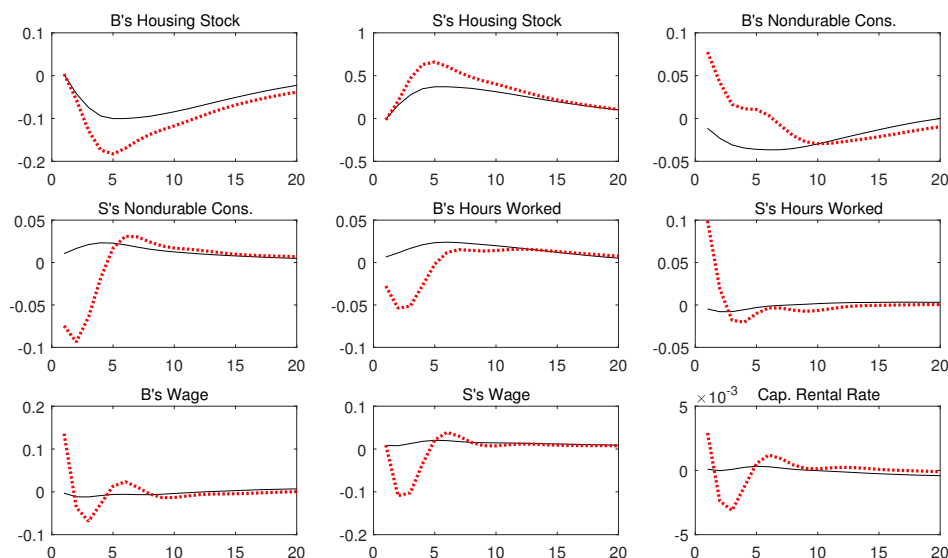 B's Housing Stock
0.1
0
-0.1
-0.2
0 5 10 15 20
S's Housing Stock
1
0.5
0
-0.5
0 5 10 15 20
B's Nondurable Cons.
0.1
0.05
0
-0.05
0 5 10 15 20
S's Nondurable Cons.
0.05
0
-0.05
-0.1
0 5 10 15 20
B's Hours Worked
0.05
0
-0.05
-0.1
0 5 10 15 20
S's Hours Worked
0.1
0.05
0
-0.05
0 5 10 15 20
B's Wage
0.2
0.1
0
-0.1
0 5 10 15 20
S's Wage
0.1
0
-0.1
-0.2
0 5 10 15 20
×10⁻³ Cap. Rental Rate
5
0
-5
0 5 10 15 20